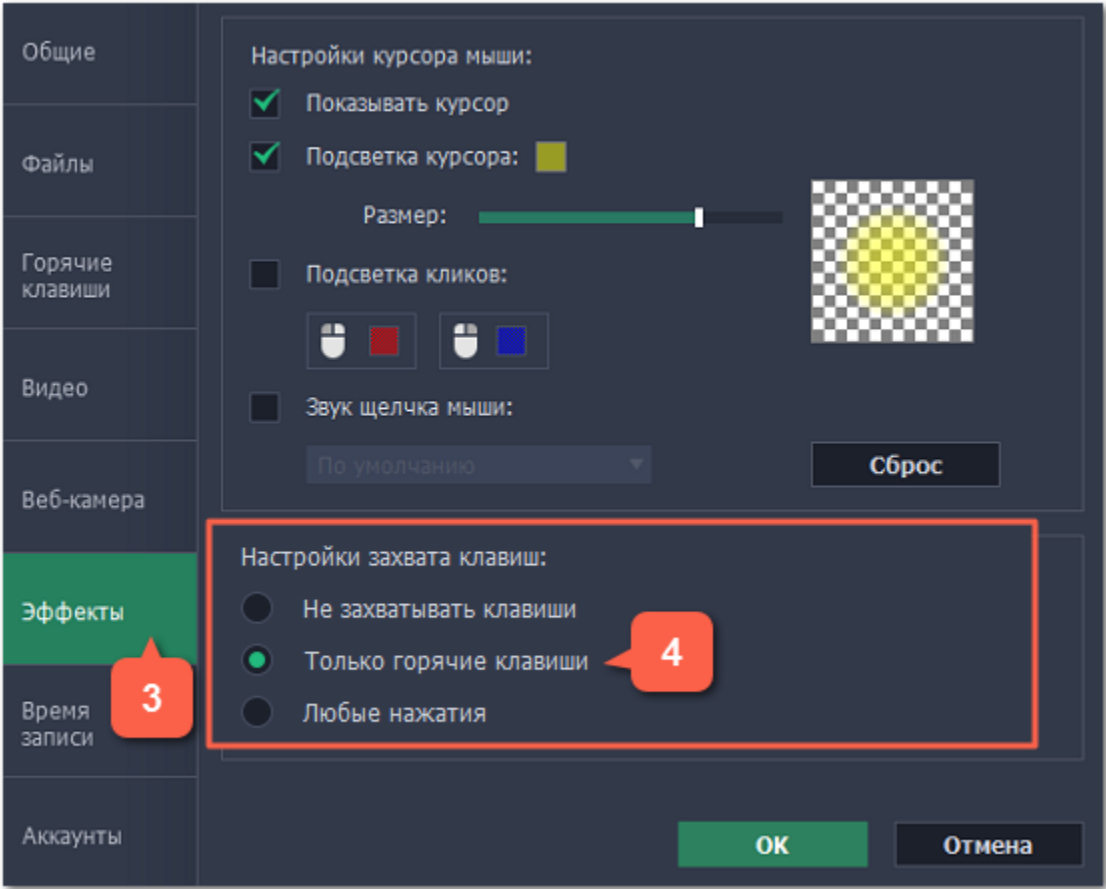 Общие
Файлы
Горячие
клавиши
Видео
Веб-камера
Эффекты
3
Время
записи
Аккаунты
Настройки курсора мыши:
Показывать курсор
Подсветка курсора:
Размер:
Подсветка кликов:
Звук щелчка мыши:
По умолчанию
Сброс
Настройки захвата клавиш:
Не захватывать клавиши
Только горячие клавиши
4
Любые нажатия
OK
Отмена